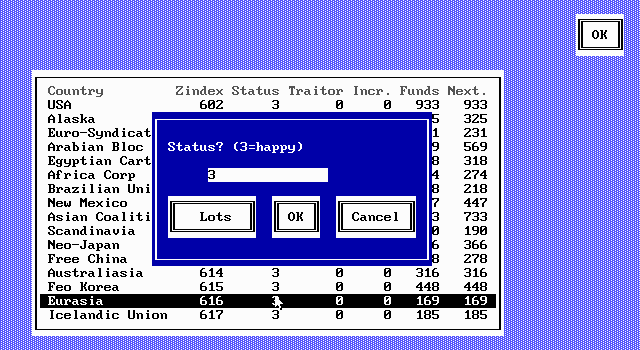 OK
Country Zindex Status Traitor Incr. Funds Next.
USA 602 3 0 0 933 933
Alaska 5 325
Euro-Syndicat 1 231
Arabian Bloc 9 569
Egyptian Cart 8 318
Africa Corp 4 274
Brazilian Uni 8 218
New Mexico 7 447
Asian Coaliti 3 733
Scandinavia 0 190
Neo-Japan 6 366
Free China 8 278
Australiasia 614 3 0 0 316 316
Feo Korea 615 3 0 0 448 448
Eurasia 616 3 0 0 169 169
Icelandic Union 617 3 0 0 185 185
Status? (3=happy)
3
Lots OK Cancel